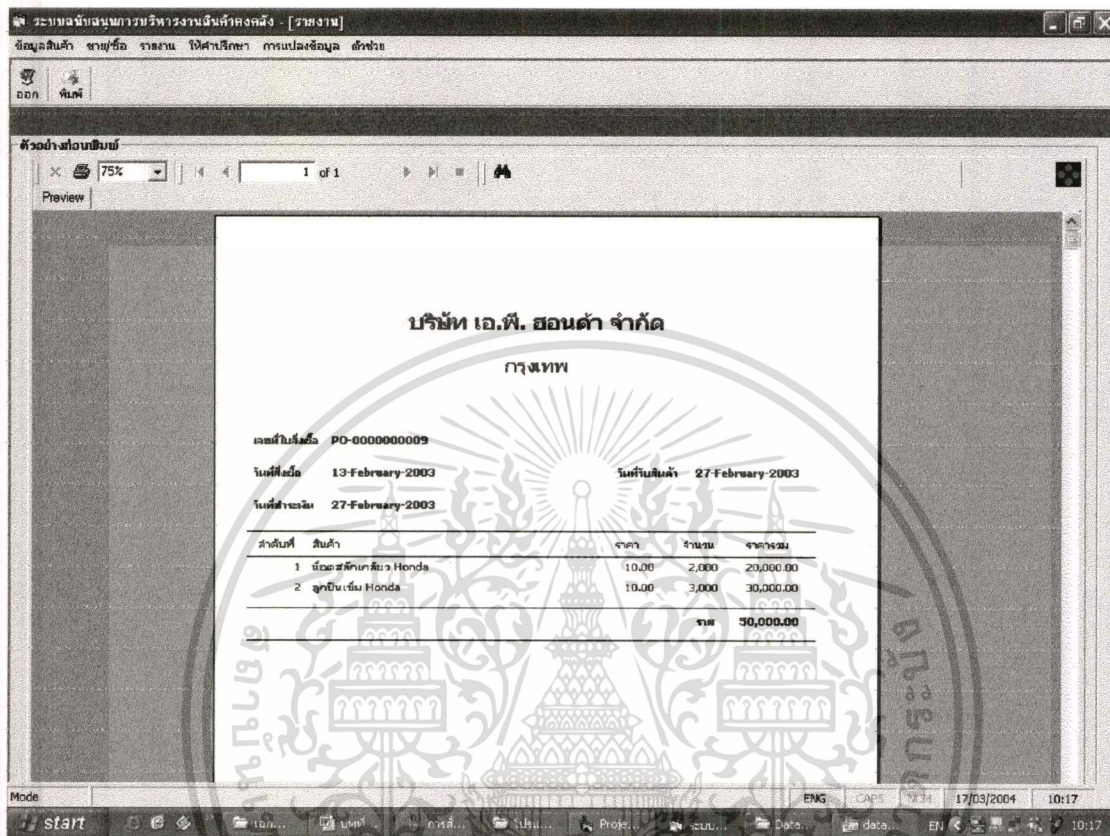 ระบบสนับสนุนการบริหารงานสินค้าคงคลัง - [รายงาน]
ข้อมูลสินค้า ขาย/ซื้อ รายงาน ให้คำปรึกษา การแปลงข้อมูล ตัวช่วย
ออก พิมพ์
ตัวอย่างก่อนพิมพ์
75% 1 of 1
Preview
บริษัท เอ.พี. ฮอนด้า จำกัด
กรุงเทพ
เลขที่ใบสั่งซื้อ PO-0000000009
วันที่สั่งซื้อ 13-February-2003 วันที่รับสินค้า 27-February-2003
วันที่ชำระเงิน 27-February-2003
ลำดับที่ สินค้า ราคา จำนวน ราคารวม
1 น็อตสลักเกลียว Honda 10.00 2,000 20,000.00
2 ลูกปืนเข็ม Honda 10.00 3,000 30,000.00
รวม 50,000.00
Mode ENG CAPS NUM 17/03/2004 10:17
start Proje... ระบบ... Data... data... EN 10:17